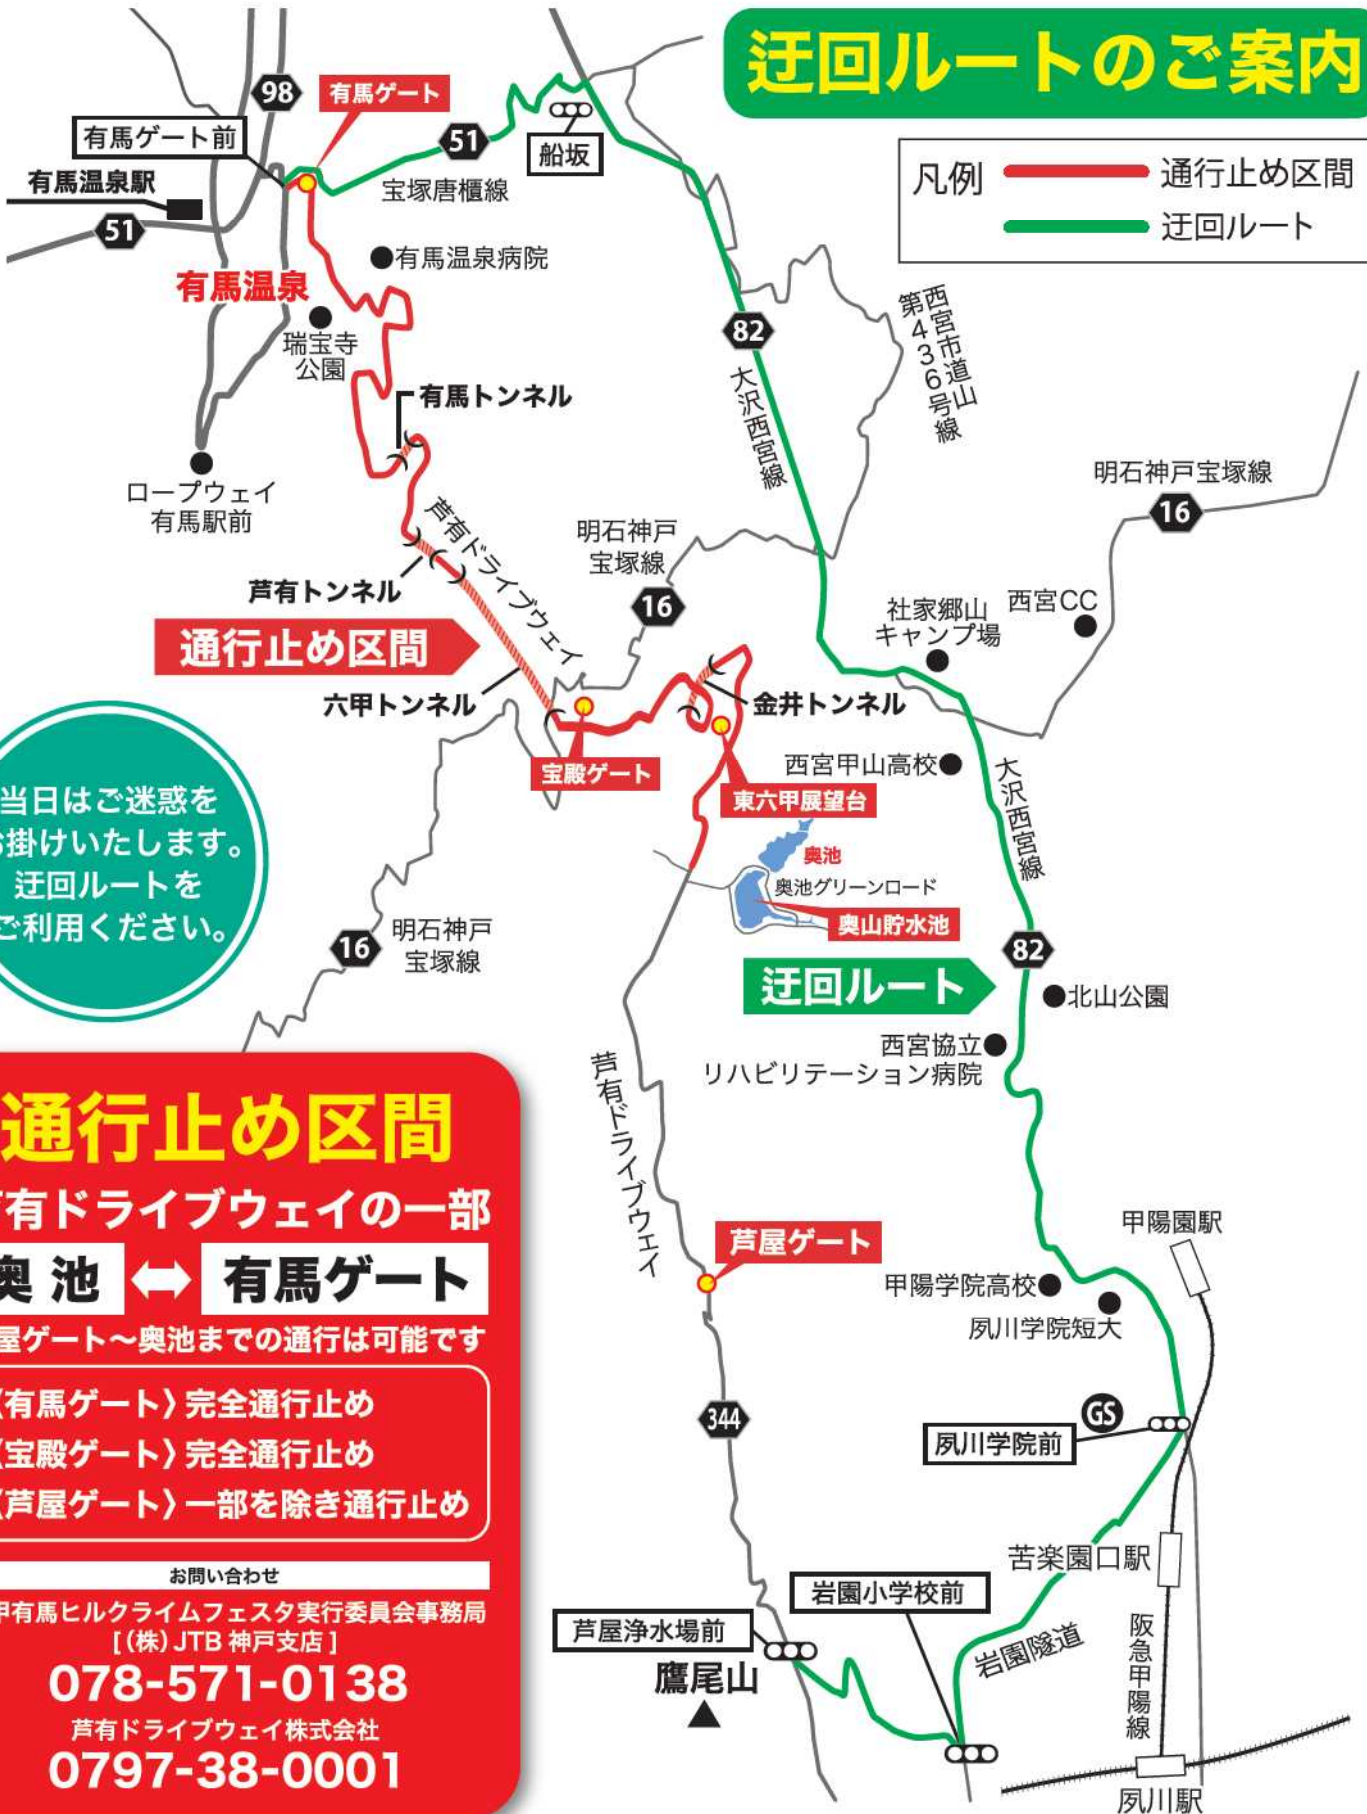 迂回ルートのご案内
凡例
通行止め区間
迂回ルート
98
有馬ゲート
有馬ゲート前
有馬温泉駅
51
51
宝塚唐櫃線
船坂
有馬温泉病院
有馬温泉
瑞宝寺
公園
82
大沢西宮線
西宮市道山
第436号線
有馬トンネル
ロープウェイ
有馬駅前
芦有ドライブウェイ
明石神戸
宝塚線
16
明石神戸宝塚線
16
芦有トンネル
通行止め区間
六甲トンネル
社家郷山
キャンプ場
西宮CC
金井トンネル
宝殿ゲート
東六甲展望台
西宮甲山高校
大沢西宮線
奥池
奥池グリーンロード
奥山貯水池
当日はご迷惑を
掛けいたします。
迂回ルートを
ご利用ください。
16
明石神戸
宝塚線
迂回ルート
82
北山公園
西宮協立
リハビリテーション病院
芦有ドライブウェイ
芦屋ゲート
甲陽園駅
甲陽学院高校
夙川学院短大
344
GS
夙川学院前
苦楽園口駅
岩園小学校前
芦屋浄水場前
鷹尾山
岩園隧道
阪急甲陽線
夙川駅
通行止め区間
有ドライブウェイの一部
奥池
有馬ゲート
屋ゲート〜奥池までの通行は可能です
〈有馬ゲート〉完全通行止め
〈宝殿ゲート〉完全通行止め
〈芦屋ゲート〉一部を除き通行止め
お問い合わせ
甲有馬ヒルクライムフェスタ実行委員会事務局
[(株)JTB 神戸支店]
078-571-0138
芦有ドライブウェイ株式会社
0797-38-0001